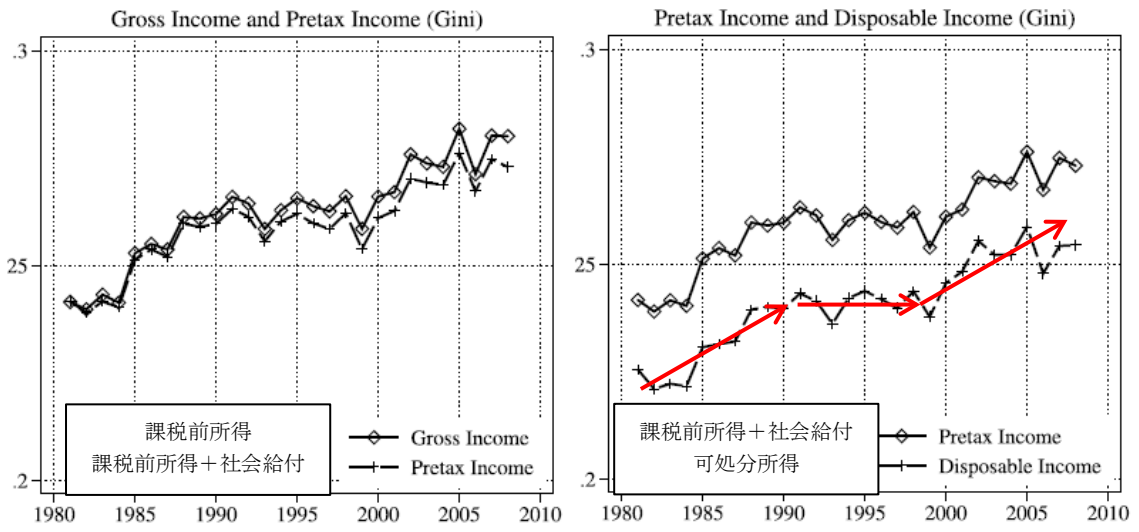 Gross Income and Pretax Income (Gini)
.3
.25
.2
課税前所得
課税前所得＋社会給付
Gross Income
Pretax Income
1980 1985 1990 1995 2000 2005 2010
Pretax Income and Disposable Income (Gini)
.3
.25
.2
課税前所得＋社会給付
可処分所得
Pretax Income
Disposable Income
1980 1985 1990 1995 2000 2005 2010